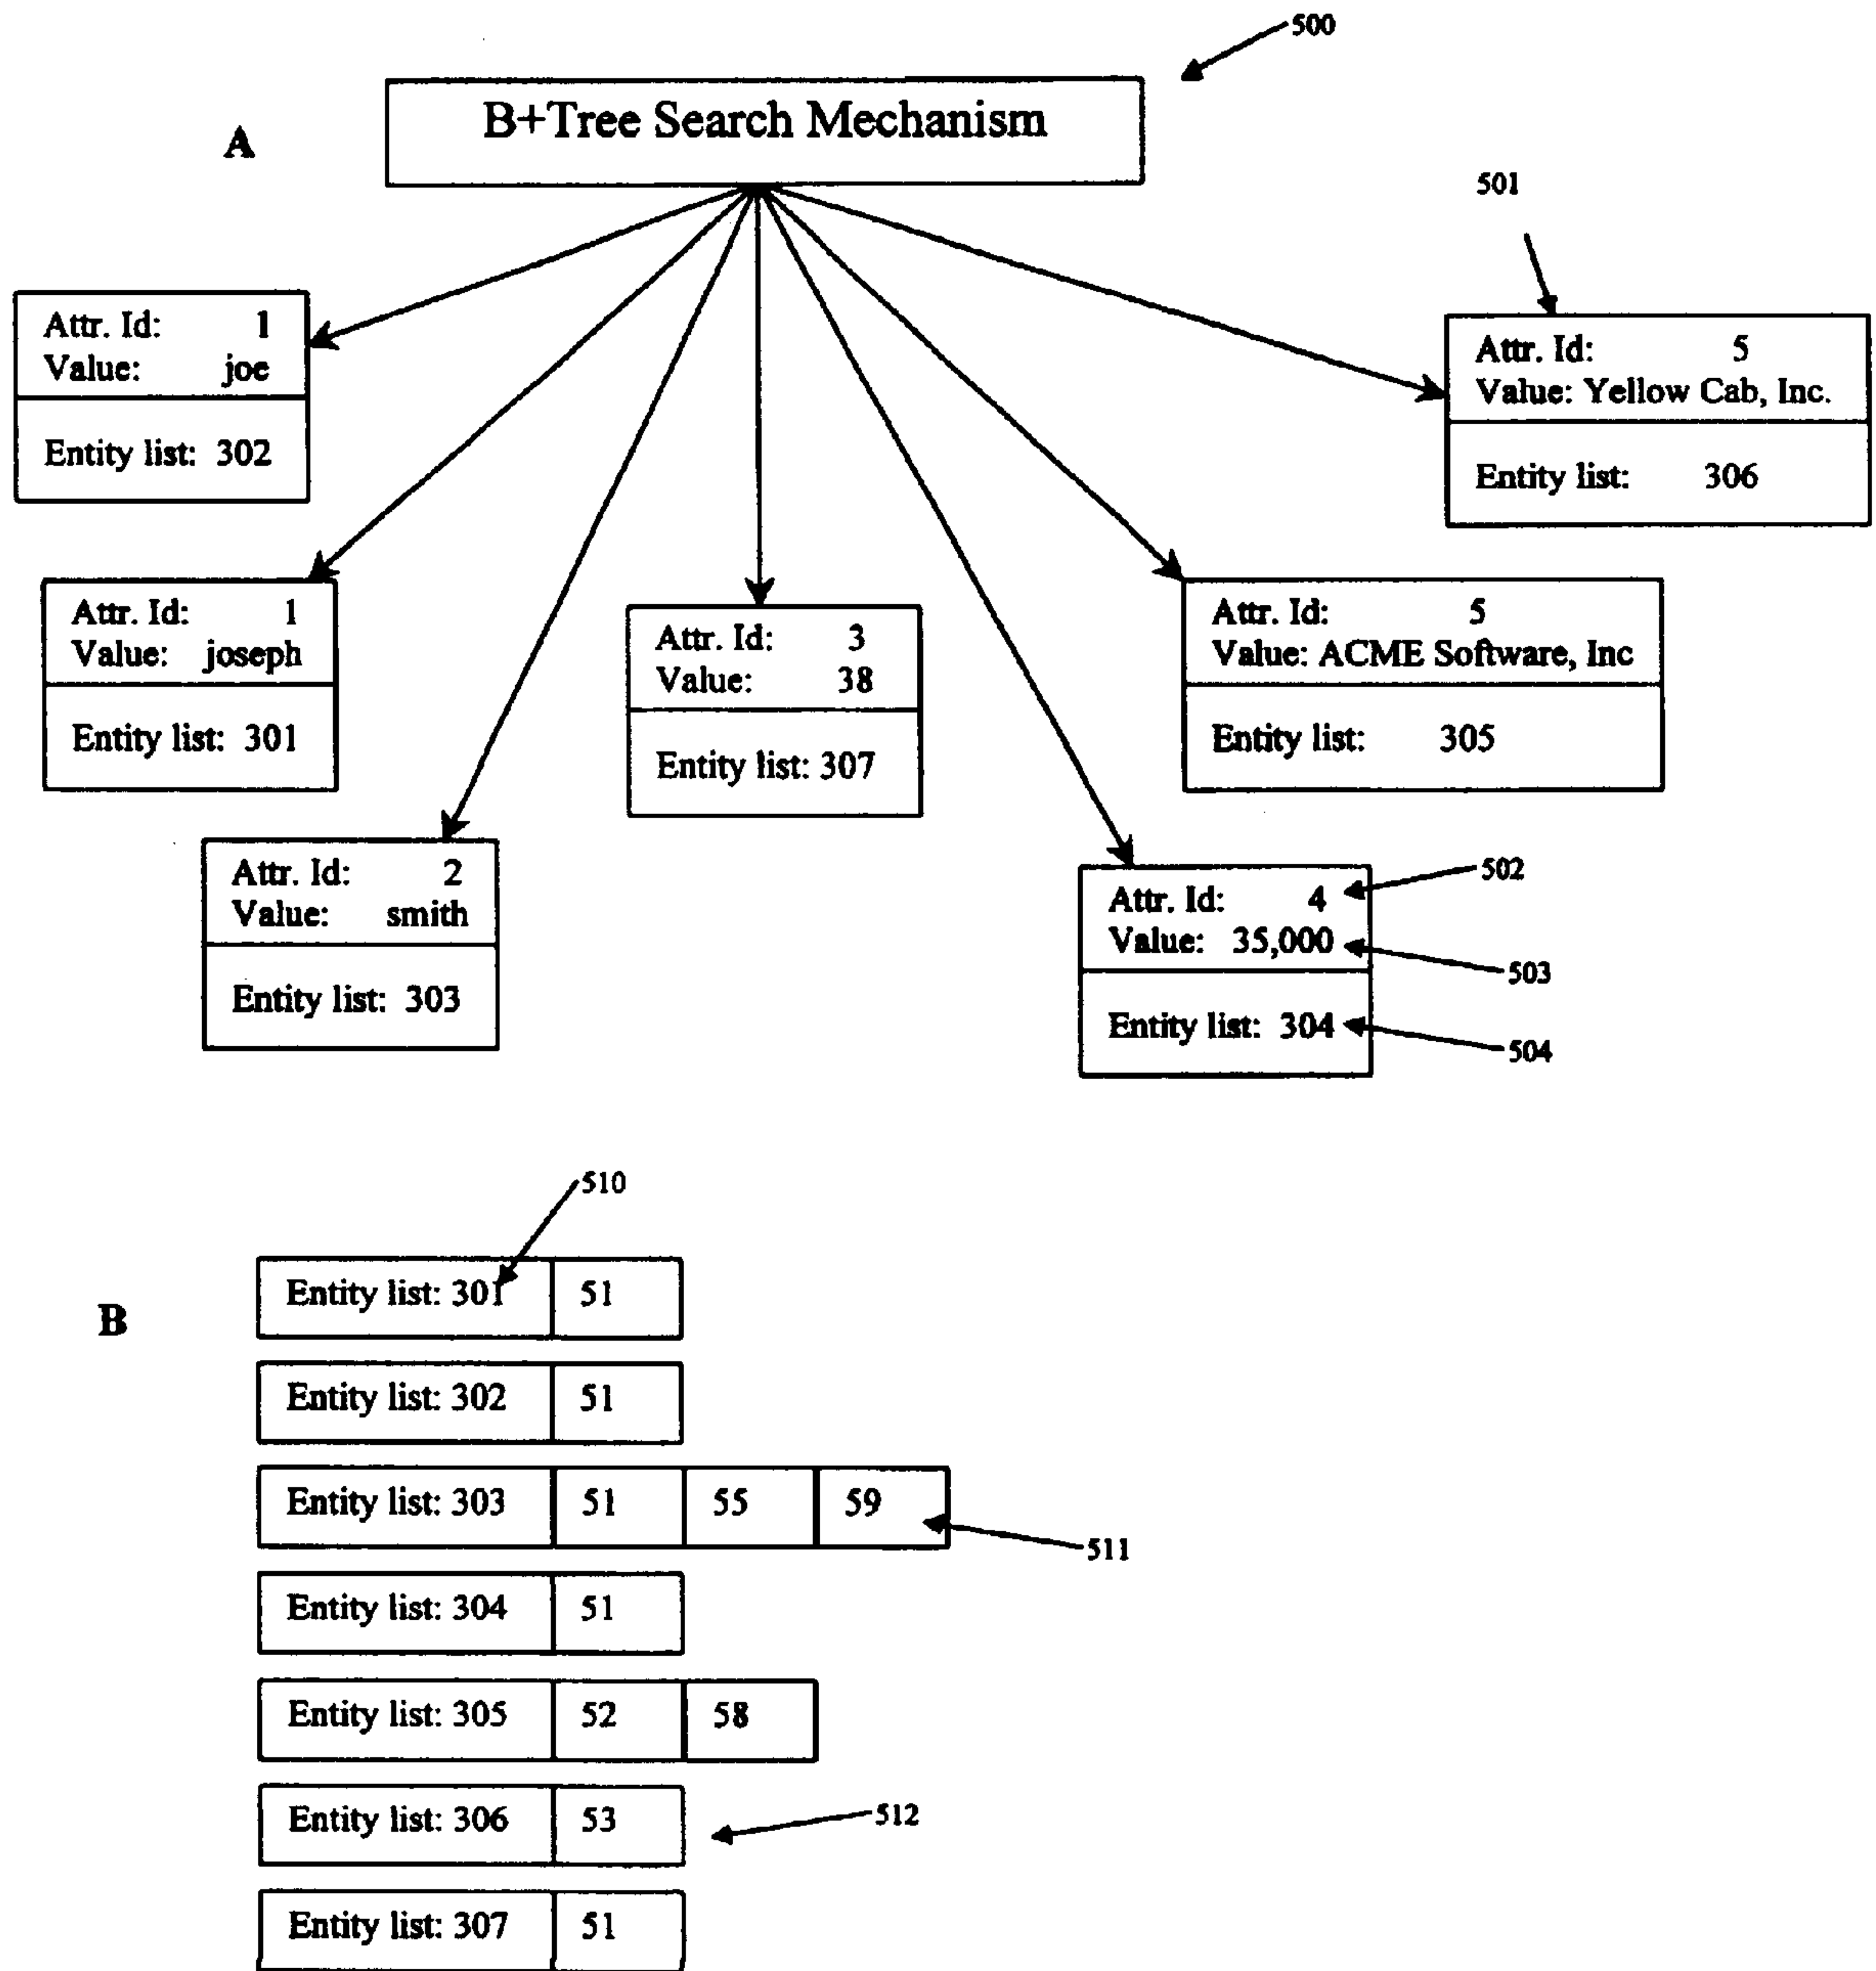 500
B+Tree Search Mechanism
A
501
Attr. Id: 1
Value: joe
Entity list: 302
Attr. Id: 5
Value: Yellow Cab, Inc.
Entity list: 306
Attr. Id: 1
Value: joseph
Entity list: 301
Attr. Id: 3
Value: 38
Entity list: 307
Attr. Id: 5
Value: ACME Software, Inc
Entity list: 305
Attr. Id: 2
Value: smith
Entity list: 303
Attr. Id: 4
Value: 35,000
Entity list: 304
502
503
504
510
B
Entity list: 301 51
Entity list: 302 51
Entity list: 303 51 55 59
511
Entity list: 304 51
Entity list: 305 52 58
Entity list: 306 53
512
Entity list: 307 51